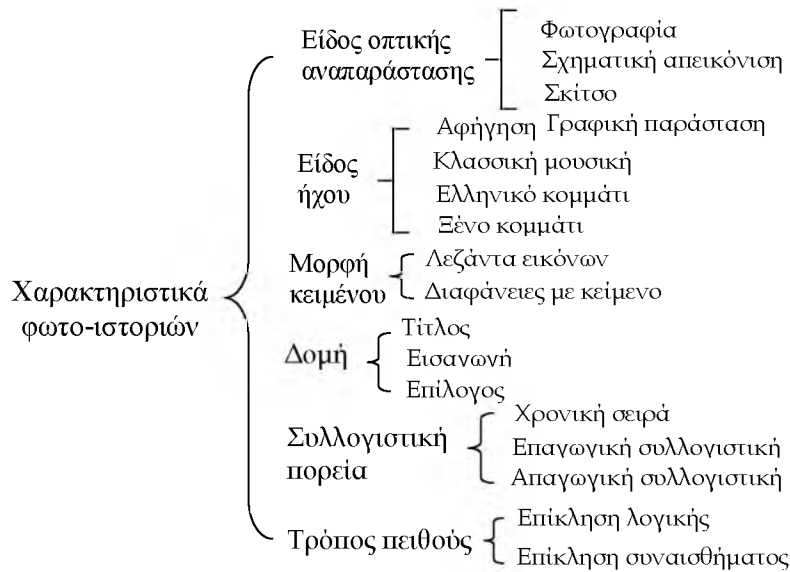 Χαρακτηριστικά
φωτο-ιστοριών
Είδος οπτικής
αναπαράστασης
Φωτογραφία
Σχηματική απεικόνιση
Σκίτσο
Γραφική παράσταση
Είδος
ήχου
Αφήγηση
Κλασσική μουσική
Ελληνικό κομμάτι
Ξένο κομμάτι
Μορφή
κειμένου
Λεζάντα εικόνων
Διαφάνειες με κείμενο
Δομή
Τίτλος
Εισανωνή
Επίλογος
Συλλογιστική
πορεία
Χρονική σειρά
Επαγωγική συλλογιστική
Απαγωγική συλλογιστική
Τρόπος πειθούς
Επίκληση λογικής
Επίκληση συναισθήματος